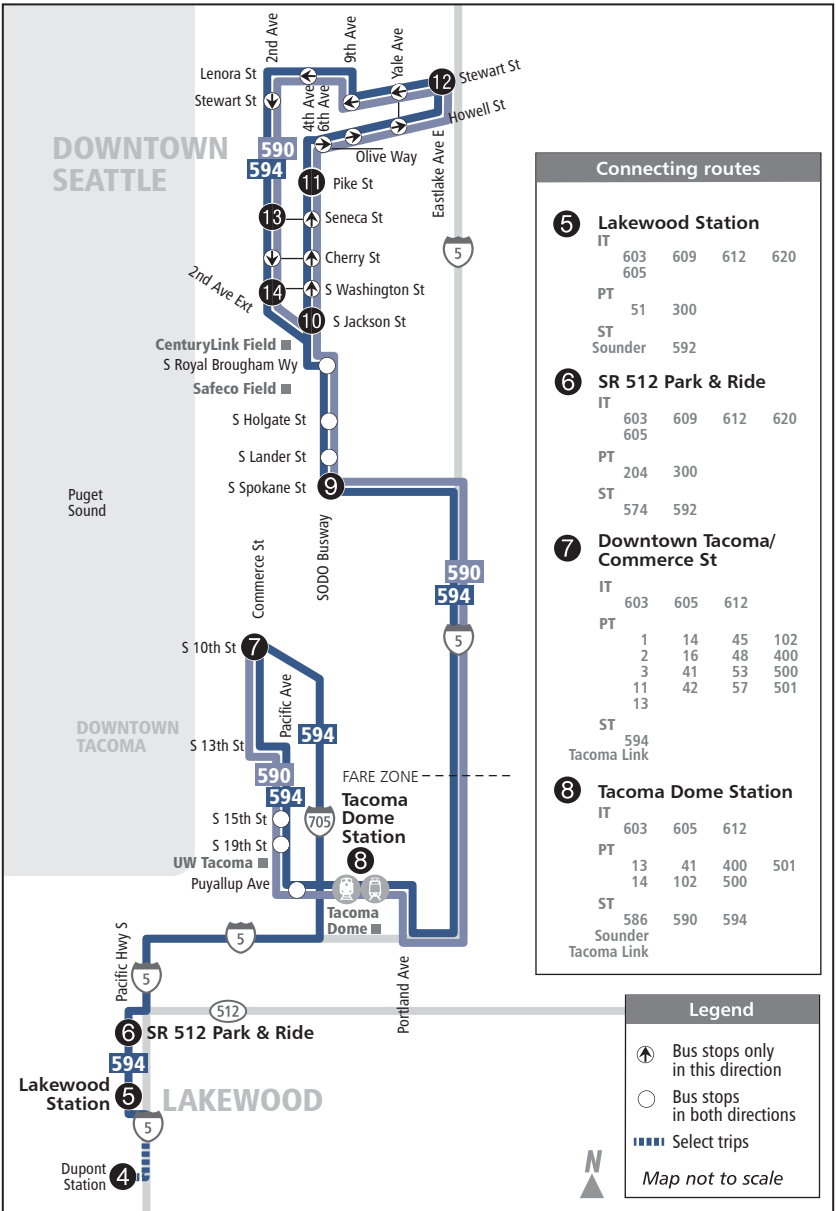 2nd Ave
9th Ave
Yale Ave
Lenora St
Stewart St
12
Stewart St
4th Ave
6th Ave
Howell St
DOWNTOWN
SEATTLE
590
594
Olive Way
Eastlake Ave E
11
Pike St
13
Seneca St
Cherry St
5
2nd Ave Ext
14
S Washington St
10
S Jackson St
CenturyLink Field
S Royal Brougham Wy
Safeco Field
S Holgate St
S Lander St
S Spokane St
9
Puget
Sound
SODO Busway
Commerce St
590
594
5
S 10th St
7
Pacific Ave
DOWNTOWN
TACOMA
594
S 13th St
590
594
FARE ZONE
Tacoma
Dome
Station
8
S 15th St
705
S 19th St
UW Tacoma
Puyallup Ave
Tacoma
Dome
Portland Ave
Pacific Hwy S
5
5
512
6
SR 512 Park & Ride
594
Lakewood
Station
5
LAKEWOOD
5
Dupont
Station
4
N
Connecting routes
5 Lakewood Station
IT
603 609 612 620
605
PT
51 300
ST
Sounder 592
6 SR 512 Park & Ride
IT
603 609 612 620
605
PT
204 300
ST
574 592
7 Downtown Tacoma/
Commerce St
IT
603 605 612
PT
1 14 45 102
2 16 48 400
3 41 53 500
11 42 57 501
13
ST
594
Tacoma Link
8 Tacoma Dome Station
IT
603 605 612
PT
13 41 400 501
14 102 500
ST
586 590 594
Sounder
Tacoma Link
Legend
Bus stops only
in this direction
Bus stops
in both directions
Select trips
Map not to scale